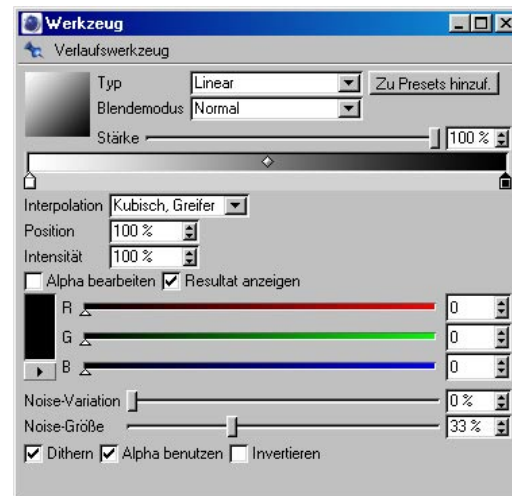 Werkzeug
Verlaufswerkzeug
Typ Linear Zu Presets hinzuf.
Blendemodus Normal
Stärke 100 %
Interpolation Kubisch, Greifer
Position 100 %
Intensität 100 %
Alpha bearbeiten Resultat anzeigen
R 0
G 0
B 0
Noise-Variation 0 %
Noise-Größe 33 %
Dithern Alpha benutzen Invertieren